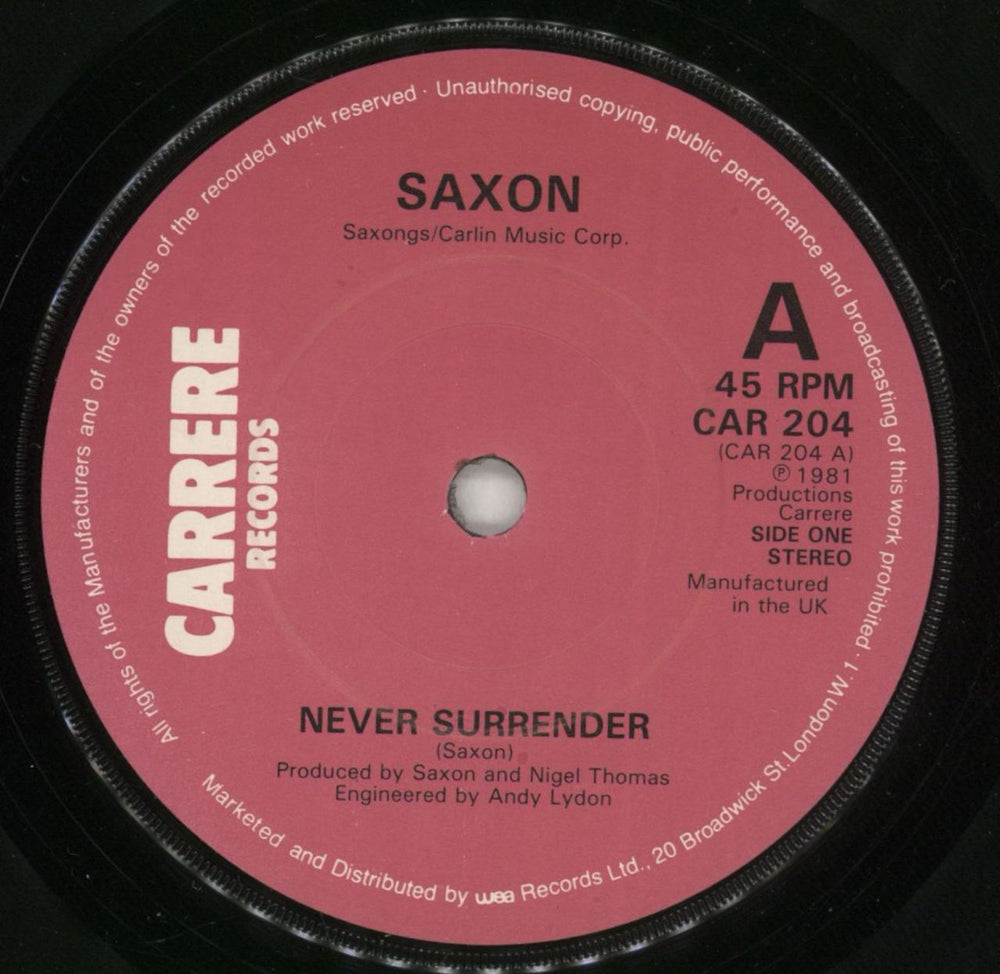 All rights of the Manufacturers and of the owners of the recorded work reserved · Unauthorised copying, public performance and broadcasting of this work prohibited ·
SAXON
Saxongs/Carlin Music Corp.
CARRERE
RECORDS
A
45 RPM
CAR 204
(CAR 204 A)
℗ 1981
Productions
Carrere
SIDE ONE
STEREO
Manufactured
in the UK
NEVER SURRENDER
(Saxon)
Produced by Saxon and Nigel Thomas
Engineered by Andy Lydon
Marketed and Distributed by wea Records Ltd., 20 Broadwick St. London W. 1